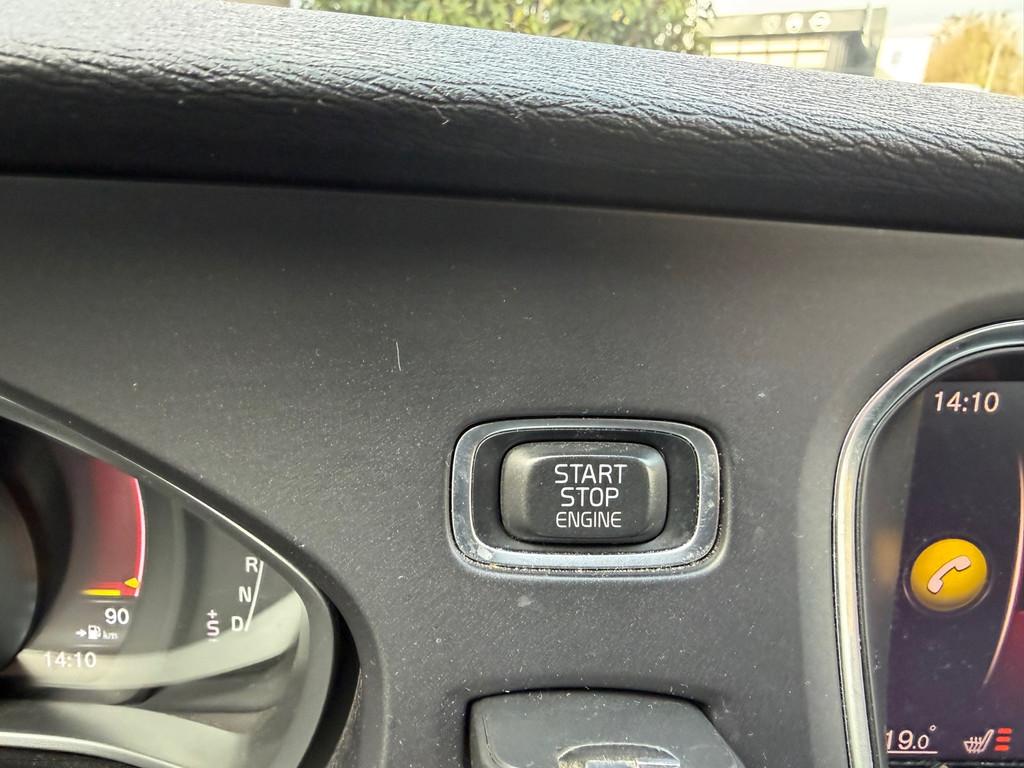 START
STOP
ENGINE
R
N
D
+
S
-
90
km
14:10
14:10
19.0°